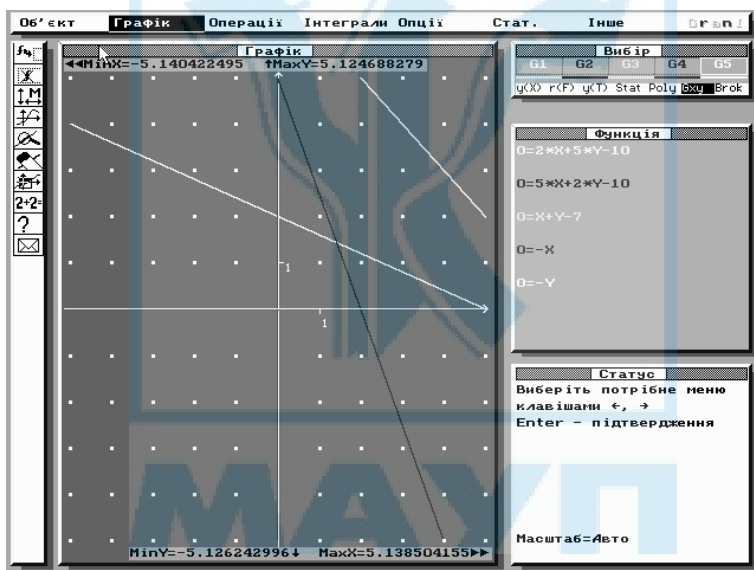 Об'єкт Графік Операції Інтеграли Опції Стат. Інше Gran1
Графік
◄◄MinX=-5.140422495 ↑MaxY=5.124688279
1
1
MinY=-5.126242996↓ MaxX=5.138504155►►
2+2=
?
Вибір
G1 G2 G3 G4 G5
y(X) r(F) y(T) Stat Poly Gxy Brok
Функція
0=2*X+5*Y-10
0=5*X+2*Y-10
0=X+Y-7
0=-X
0=-Y
Статус
Виберіть потрібне меню
клавішами ←, →
Enter - підтвердження
Масштаб=Авто
МАУП